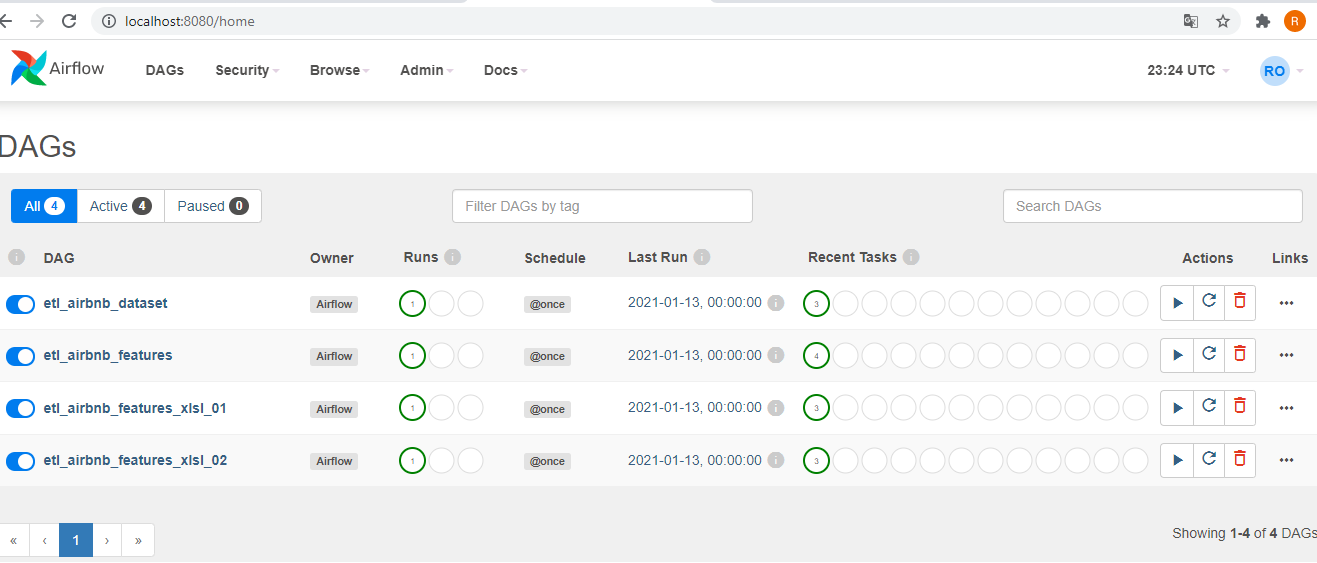 localhost:8080/home
R
Airflow DAGs Security Browse Admin Docs 23:24 UTC RO
DAGs
All 4 Active 4 Paused 0 Filter DAGs by tag Search DAGs
i DAG Owner Runs i Schedule Last Run i Recent Tasks i Actions Links
etl_airbnb_dataset Airflow 1 @once 2021-01-13, 00:00:00 i 3
etl_airbnb_features Airflow 1 @once 2021-01-13, 00:00:00 i 4
etl_airbnb_features_xlsl_01 Airflow 1 @once 2021-01-13, 00:00:00 i 3
etl_airbnb_features_xlsl_02 Airflow 1 @once 2021-01-13, 00:00:00 i 3
« ‹ 1 › » Showing 1-4 of 4 DAGs